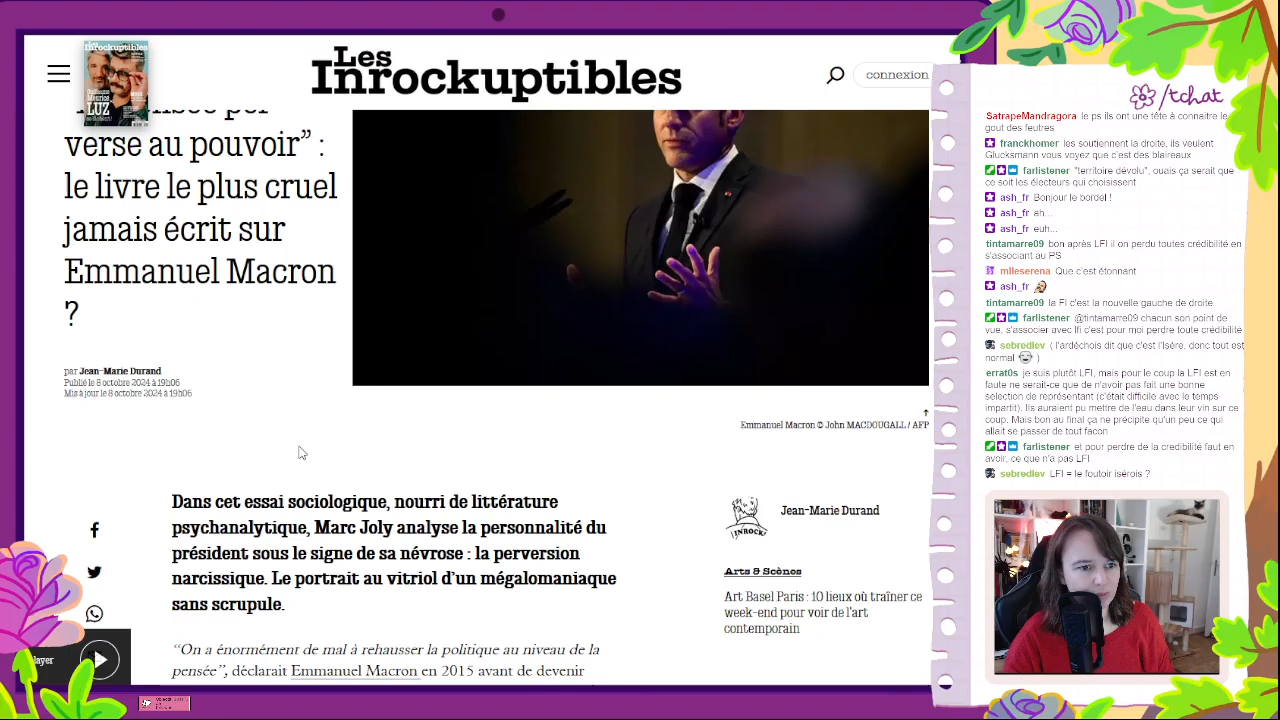 Les
Inrockuptibles
connexion
Inrockuptibles
LUZ
verse au pouvoir” :
le livre le plus cruel
jamais écrit sur
Emmanuel Macron
?
par Jean-Marie Durand
Publié le 8 octobre 2024 à 19h06
Mis à jour le 8 octobre 2024 à 19h06
Emmanuel Macron © John MACDOUGALL / AFP
Dans cet essai sociologique, nourri de littérature
psychanalytique, Marc Joly analyse la personnalité du
président sous le signe de sa névrose : la perversion
narcissique. Le portrait au vitriol d’un mégalomaniaque
sans scrupule.
“On a énormément de mal à rehausser la politique au niveau de la
pensée”, déclarait Emmanuel Macron en 2015 avant de devenir
INROCK
Jean-Marie Durand
Arts & Scènes
Art Basel Paris : 10 lieux où traîner ce
week-end pour voir de l'art
contemporain
layer
/tchat
SatrapeMandragora le ps ils ont une tête à connaitre le
gout des feutres
franckhomer les soutiennent la droite, ils veulent
Glucksmann vous voyez que c'est des blaireaux
farlistener "territoire dévolu", ouais ça serait que
ce soit les électeurs qui choisissent
ash_fr Bonjour le bordel !
ash_fr ah...
ash_fr euh...
tintamarre09 bon après LFI il on perdu toutes crédibilité en
s'associant au PS
mlleserena Que c'est étonnant
ash_fr
tintamarre09 la FI c'est la nouvelle gauche de droite
farlistener @tintamarre09 chacun son point de
vue, s'associer avec lfi c'est pour moi perdre toute crédibilité
sebredlev ( l'ardéchois dit que c'est l'Isère. donc tout est
normal )
errat0s je suis plutôt LFI, mais pour le coup la LFI est en
faute ne serait-ce que de n'avoir pas fait une bonne
selection de représentant (c'était difficile avec le temps
imparti). Ils auraient pu mettre de l'eau dans leur vin sur ce
coup. Mais bon au final ça ne précipite qu'un peu ce qui
allait se passer de tout façon
farlistener et pour perdre de la credibilité faut en
avoir, ce que n'a pas LFI
sebredlev LFI = le foutoir isérois ?